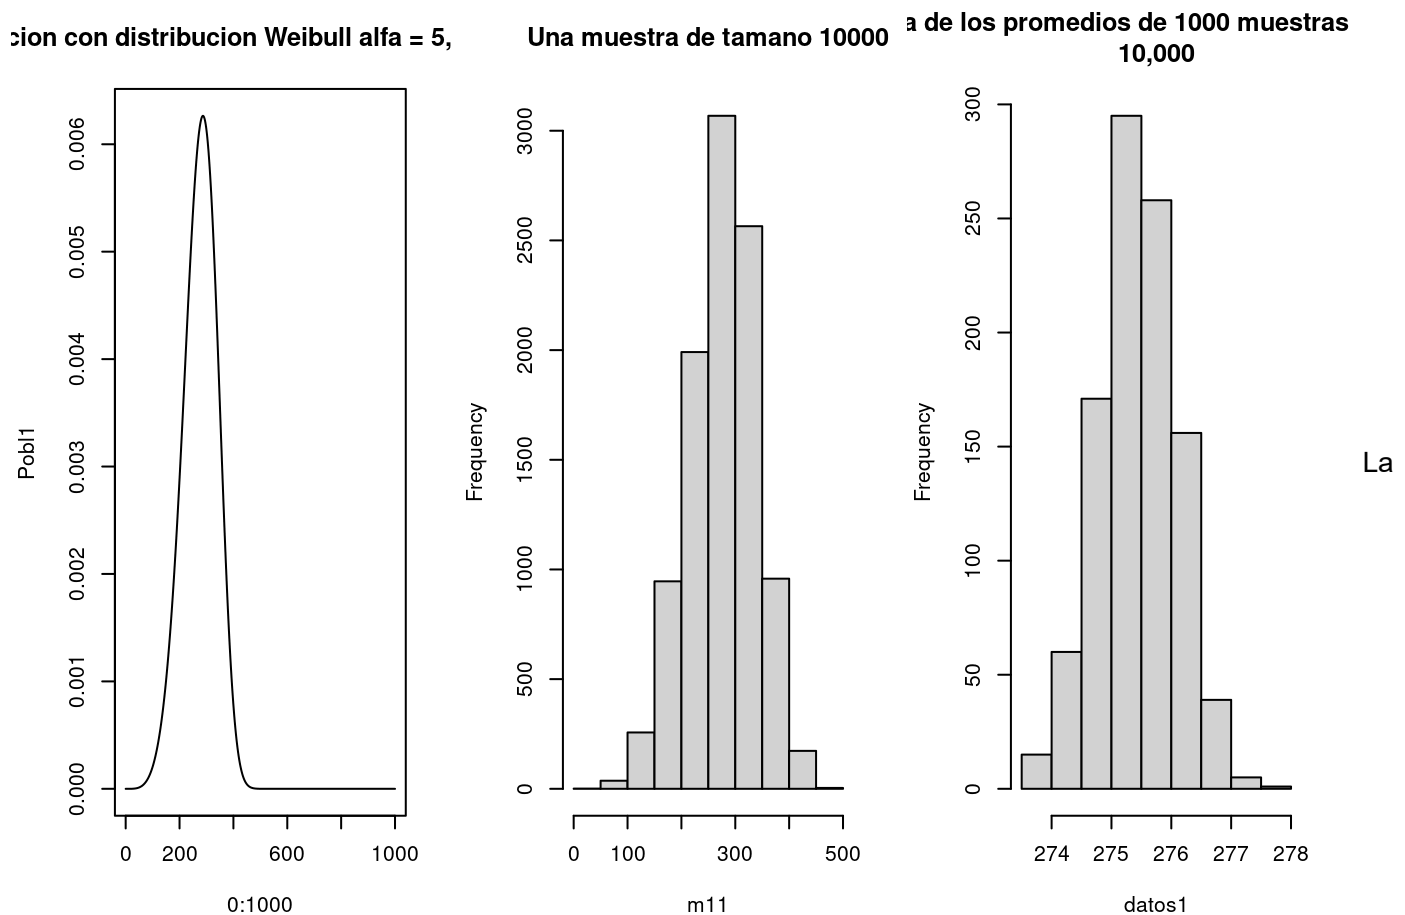 cion con distribucion Weibull alfa = 5,
Pobl1
0.000
0.001
0.002
0.003
0.004
0.005
0.006
0 200 600 1000
0:1000
Una muestra de tamano 10000
Frequency
0
500
1000
1500
2000
2500
3000
0 100 300 500
m11
a de los promedios de 1000 muestras
10,000
Frequency
0
50
100
150
200
250
300
274 275 276 277 278
datos1
La